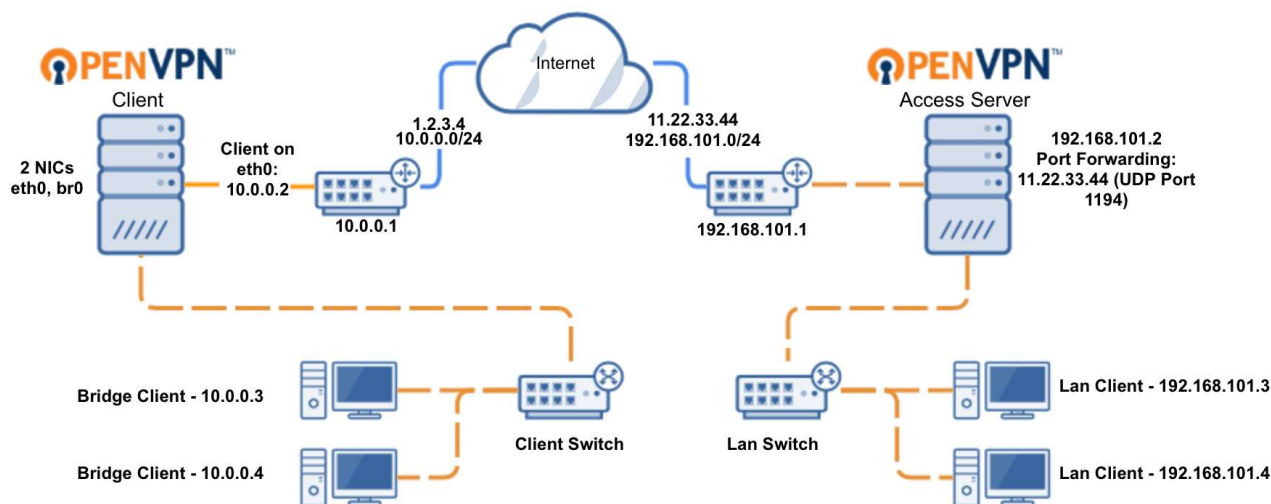 OPENVPN™
Client
2 NICs
eth0, br0
Client on
eth0:
10.0.0.2
1.2.3.4
10.0.0.0/24
10.0.0.1
Internet
11.22.33.44
192.168.101.0/24
192.168.101.1
OPENVPN™
Access Server
192.168.101.2
Port Forwarding:
11.22.33.44 (UDP Port
1194)
Bridge Client - 10.0.0.3
Bridge Client - 10.0.0.4
Client Switch
Lan Switch
Lan Client - 192.168.101.3
Lan Client - 192.168.101.4